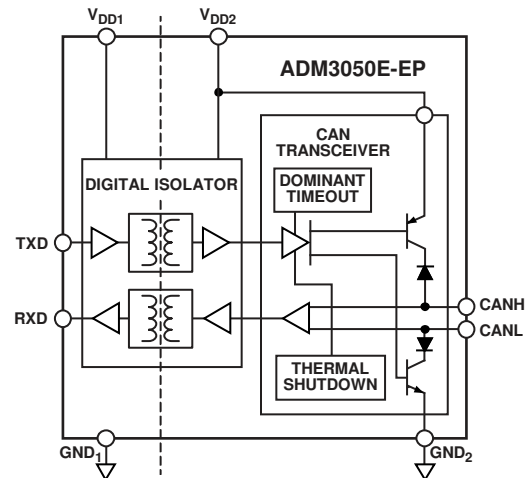 VDD1
VDD2
ADM3050E-EP
CAN
TRANSCEIVER
DIGITAL ISOLATOR
DOMINANT
TIMEOUT
TXD
RXD
CANH
CANL
THERMAL
SHUTDOWN
GND1
GND2